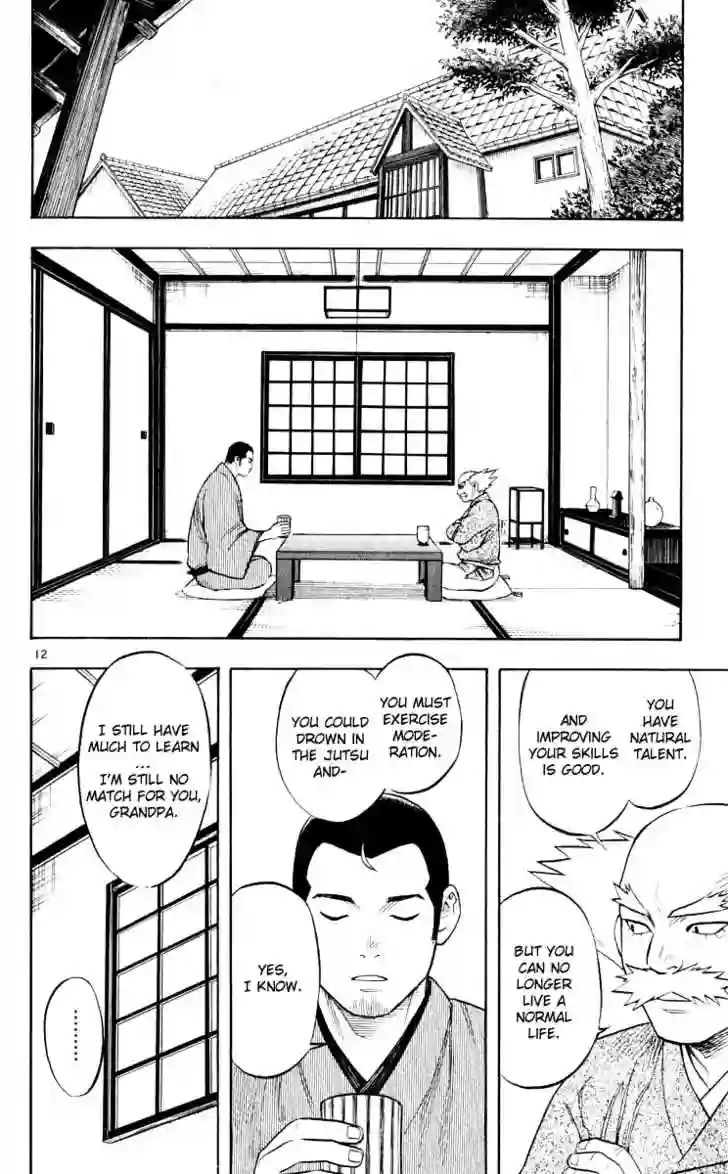 12
YOU
HAVE
NATURAL
TALENT.
AND
IMPROVING
YOUR SKILLS
IS GOOD.
BUT YOU
CAN NO
LONGER
LIVE A
NORMAL
LIFE.
YOU MUST
EXERCISE
MODE-
RATION.
YOU COULD
DROWN IN
THE JUTSU
AND-
YES,
I KNOW.
I STILL HAVE
MUCH TO LEARN
...
I'M STILL NO
MATCH FOR YOU,
GRANDPA.
.........